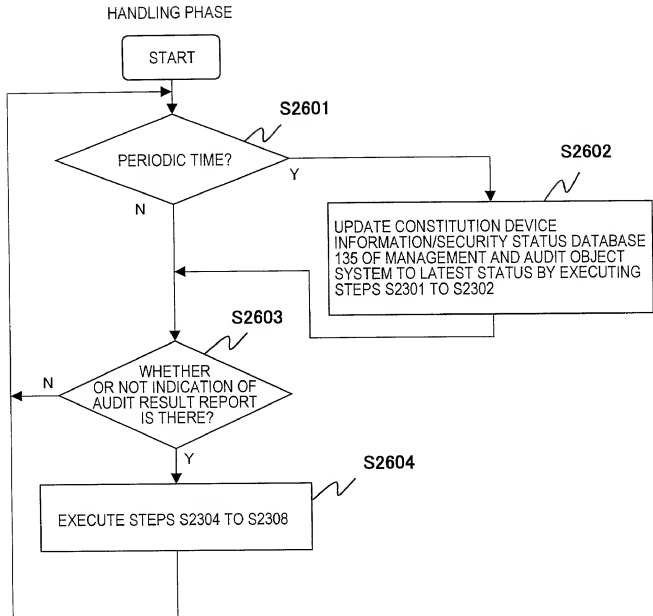 HANDLING PHASE
START
S2601
PERIODIC TIME?
Y
N
S2602
UPDATE CONSTITUTION DEVICE
INFORMATION/SECURITY STATUS DATABASE
135 OF MANAGEMENT AND AUDIT OBJECT
SYSTEM TO LATEST STATUS BY EXECUTING
STEPS S2301 TO S2302
S2603
WHETHER
OR NOT INDICATION OF
AUDIT RESULT REPORT
IS THERE?
N
Y
S2604
EXECUTE STEPS S2304 TO S2308